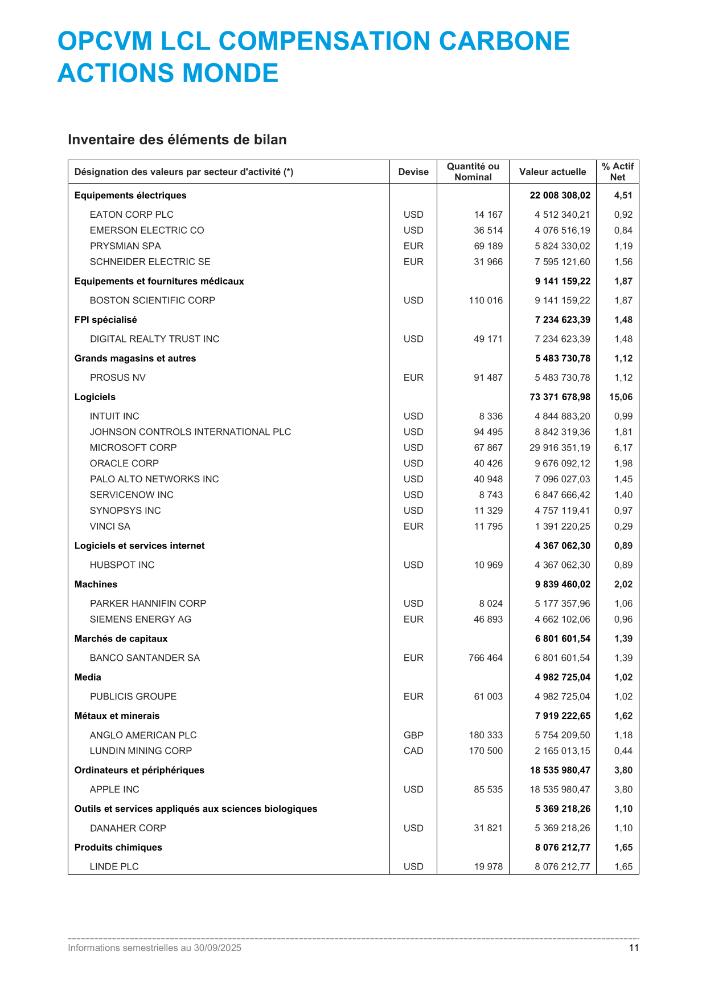 OPCVM LCL COMPENSATION CARBONE
ACTIONS MONDE
Inventaire des éléments de bilan
Désignation des valeurs par secteur d'activité (*) Devise Quantité ou Nominal Valeur actuelle % Actif Net
Equipements électriques 22 008 308,02 4,51
EATON CORP PLC USD 14 167 4 512 340,21 0,92
EMERSON ELECTRIC CO USD 36 514 4 076 516,19 0,84
PRYSMIAN SPA EUR 69 189 5 824 330,02 1,19
SCHNEIDER ELECTRIC SE EUR 31 966 7 595 121,60 1,56
Equipements et fournitures médicaux 9 141 159,22 1,87
BOSTON SCIENTIFIC CORP USD 110 016 9 141 159,22 1,87
FPI spécialisé 7 234 623,39 1,48
DIGITAL REALTY TRUST INC USD 49 171 7 234 623,39 1,48
Grands magasins et autres 5 483 730,78 1,12
PROSUS NV EUR 91 487 5 483 730,78 1,12
Logiciels 73 371 678,98 15,06
INTUIT INC USD 8 336 4 844 883,20 0,99
JOHNSON CONTROLS INTERNATIONAL PLC USD 94 495 8 842 319,36 1,81
MICROSOFT CORP USD 67 867 29 916 351,19 6,17
ORACLE CORP USD 40 426 9 676 092,12 1,98
PALO ALTO NETWORKS INC USD 40 948 7 096 027,03 1,45
SERVICENOW INC USD 8 743 6 847 666,42 1,40
SYNOPSYS INC USD 11 329 4 757 119,41 0,97
VINCI SA EUR 11 795 1 391 220,25 0,29
Logiciels et services internet 4 367 062,30 0,89
HUBSPOT INC USD 10 969 4 367 062,30 0,89
Machines 9 839 460,02 2,02
PARKER HANNIFIN CORP USD 8 024 5 177 357,96 1,06
SIEMENS ENERGY AG EUR 46 893 4 662 102,06 0,96
Marchés de capitaux 6 801 601,54 1,39
BANCO SANTANDER SA EUR 766 464 6 801 601,54 1,39
Media 4 982 725,04 1,02
PUBLICIS GROUPE EUR 61 003 4 982 725,04 1,02
Métaux et minerais 7 919 222,65 1,62
ANGLO AMERICAN PLC GBP 180 333 5 754 209,50 1,18
LUNDIN MINING CORP CAD 170 500 2 165 013,15 0,44
Ordinateurs et périphériques 18 535 980,47 3,80
APPLE INC USD 85 535 18 535 980,47 3,80
Outils et services appliqués aux sciences biologiques 5 369 218,26 1,10
DANAHER CORP USD 31 821 5 369 218,26 1,10
Produits chimiques 8 076 212,77 1,65
LINDE PLC USD 19 978 8 076 212,77 1,65
Informations semestrielles au 30/09/2025 11